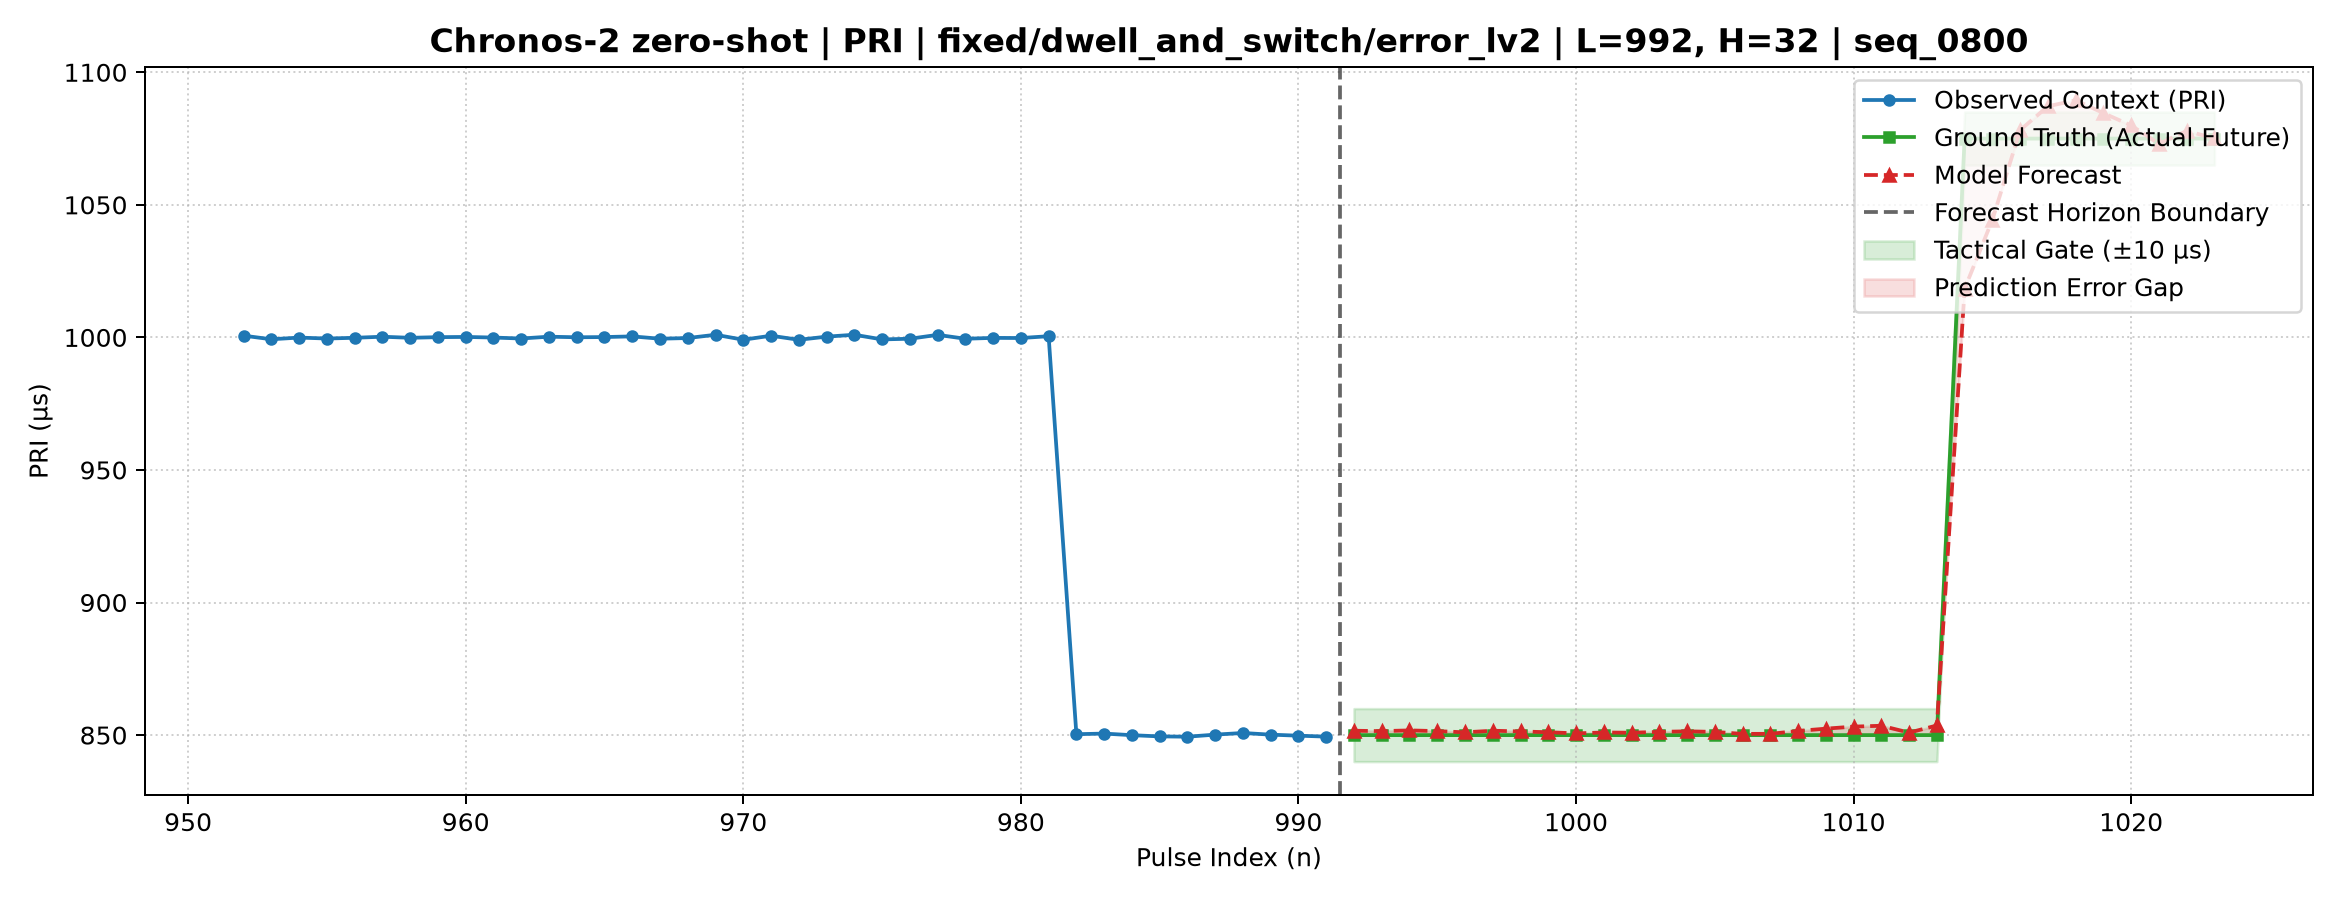 Chronos-2 zero-shot | PRI | fixed/dwell_and_switch/error_lv2 | L=992, H=32 | seq_0800
1100
1050
1000
950
900
850
PRI (µs)
Observed Context (PRI)
Ground Truth (Actual Future)
Model Forecast
Forecast Horizon Boundary
Tactical Gate (±10 µs)
Prediction Error Gap
950 960 970 980 990 1000 1010 1020
Pulse Index (n)